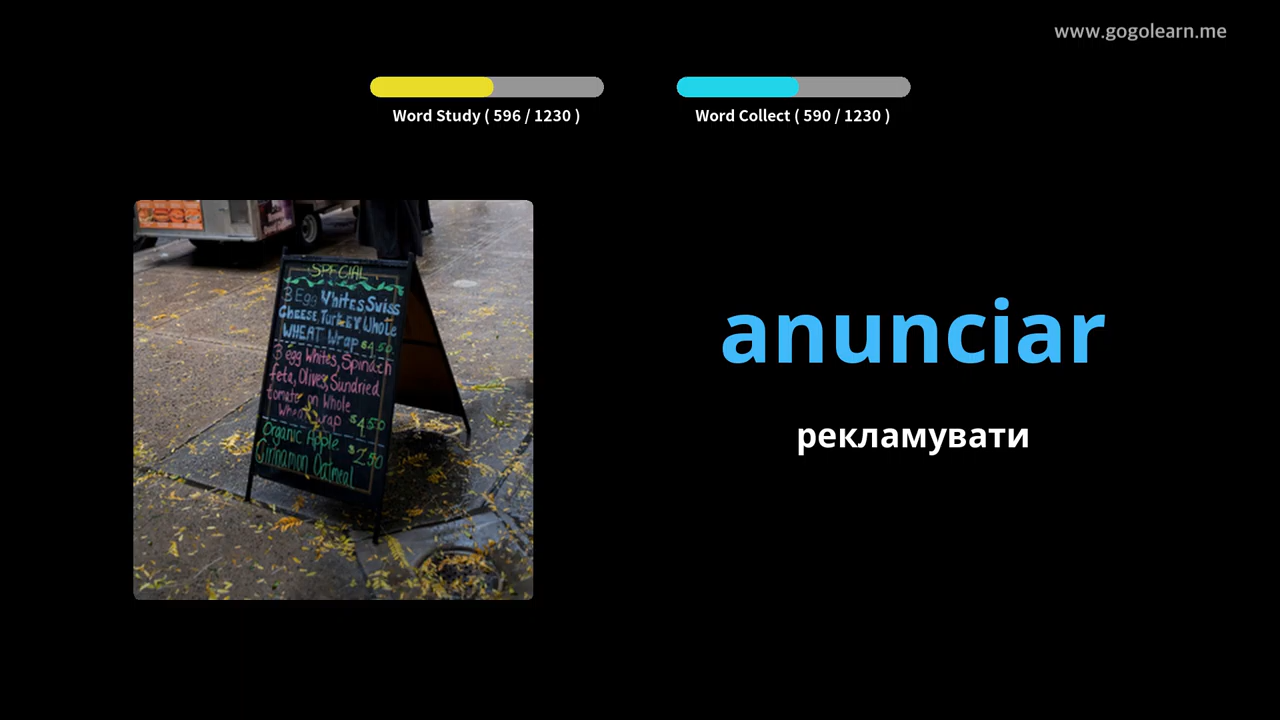 www.gogolearn.me
Word Study ( 596 / 1230 )
Word Collect ( 590 / 1230 )
SPECIAL
3 Egg Whites, Swiss
Cheese, Turkey Whole
WHEAT Wrap $4.50
3 egg Whites, Spinach
feta, Olives, Sundried
tomato on Whole
Wheat wrap $4.50
Organic Apple
Cinnamon Oatmeal $2.50
anunciar
рекламувати